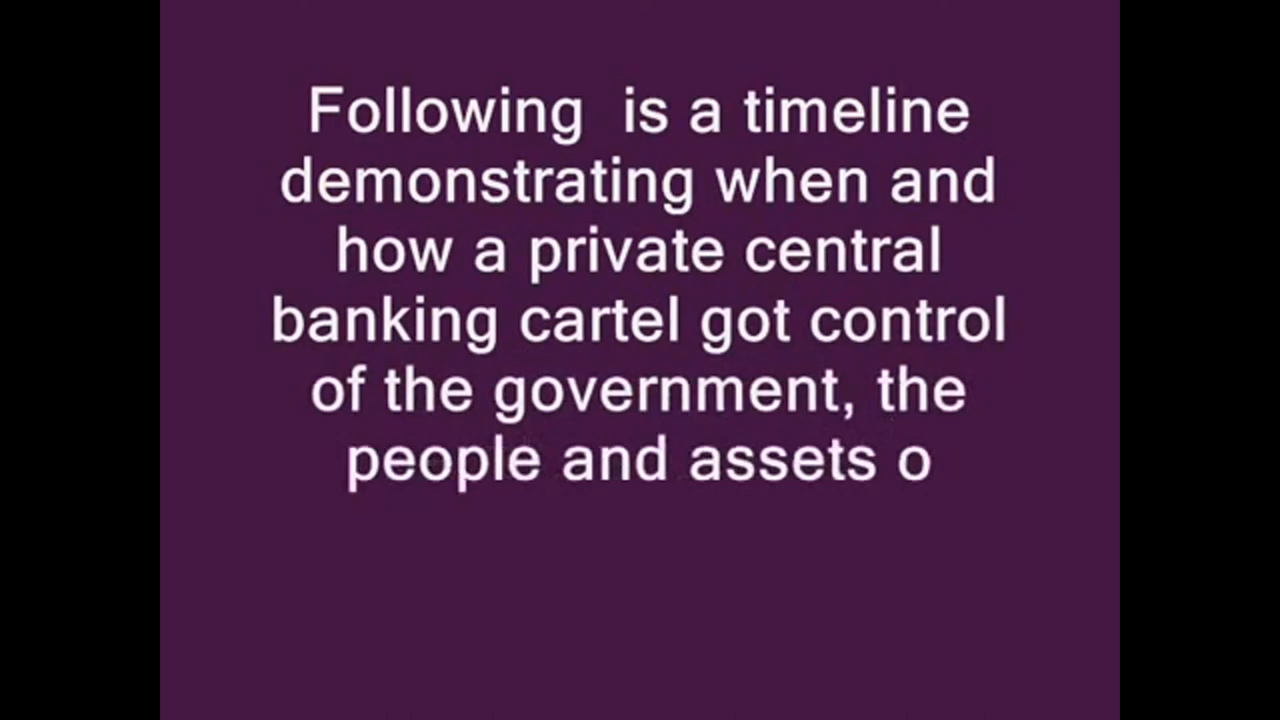 Following  is a timeline
demonstrating when and
how a private central
banking cartel got control
of the government, the
people and assets o